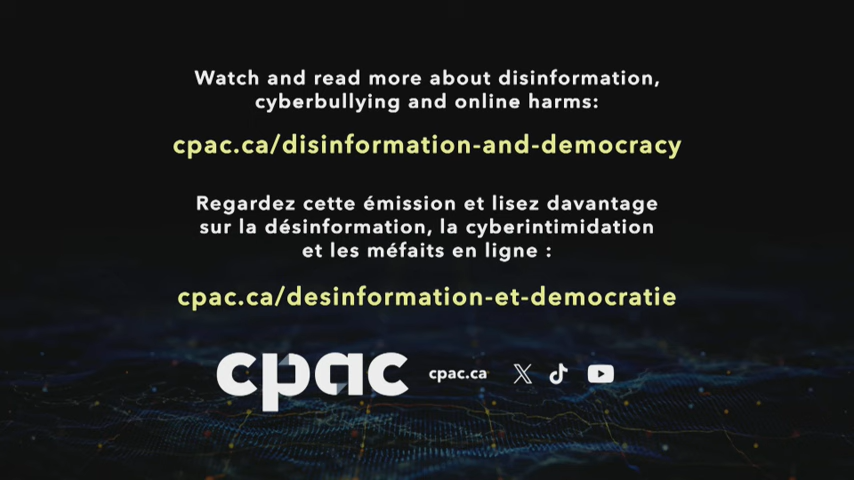 Watch and read more about disinformation,
cyberbullying and online harms:
cpac.ca/disinformation-and-democracy
Regardez cette émission et lisez davantage
sur la désinformation, la cyberintimidation
et les méfaits en ligne :
cpac.ca/desinformation-et-democratie
cpac cpac.ca